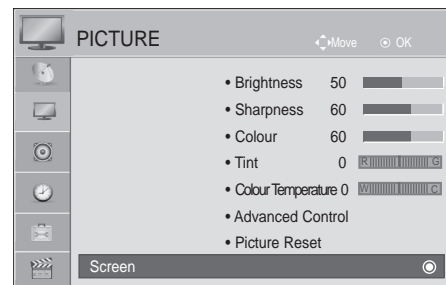 PICTURE Move OK
• Brightness 50
• Sharpness 60
• Colour 60
• Tint 0 R G
• Colour Temperature 0 W C
• Advanced Control
• Picture Reset
Screen